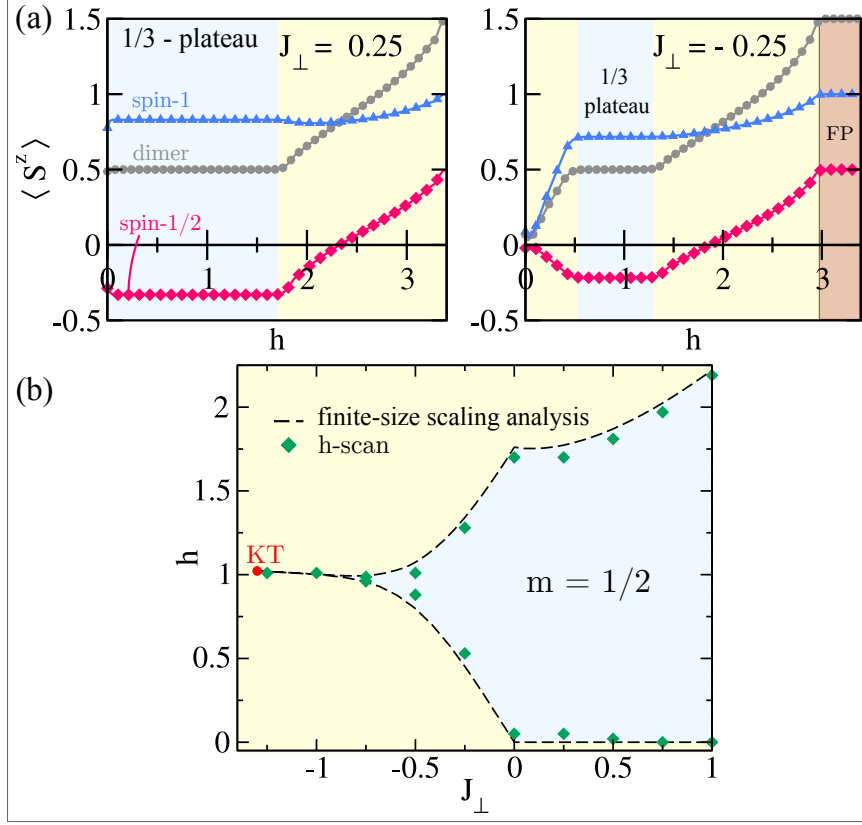 (a)
1/3 - plateau
J⊥ = 0.25
spin-1
dimer
spin-1/2
⟨ S^z ⟩
1.5
1
0.5
0
-0.5
0
1
2
3
h
J⊥ = - 0.25
1/3
plateau
FP
1.5
1
0.5
0
-0.5
0
1
2
3
h
(b)
finite-size scaling analysis
h-scan
KT
m = 1/2
h
2
1.5
1
0.5
0
-1
-0.5
0
0.5
1
J⊥